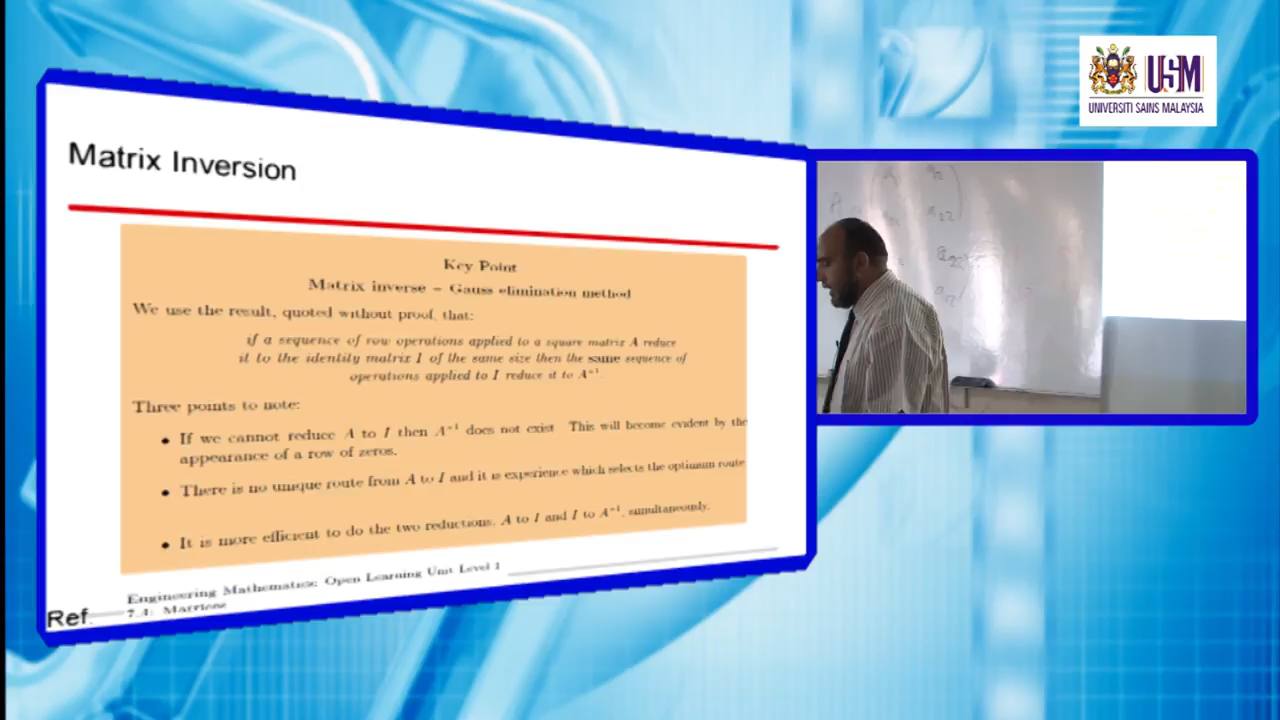 USM
UNIVERSITI SAINS MALAYSIA
Matrix Inversion
Key Point
Matrix inverse – Gauss elimination method
We use the result, quoted without proof, that:
if a sequence of row operations applied to a square matrix A reduce
it to the identity matrix I of the same size then the same sequence of
operations applied to I reduce it to A⁻¹.
Three points to note:
• If we cannot reduce A to I then A⁻¹ does not exist. This will become evident by the
appearance of a row of zeros.
• There is no unique route from A to I and it is experience which selects the optimum route
• It is more efficient to do the two reductions, A to I and I to A⁻¹, simultaneously.
Engineering Mathematics: Open Learning Unit Level 1
7.4: Matrices
Ref.
A
a₂₂